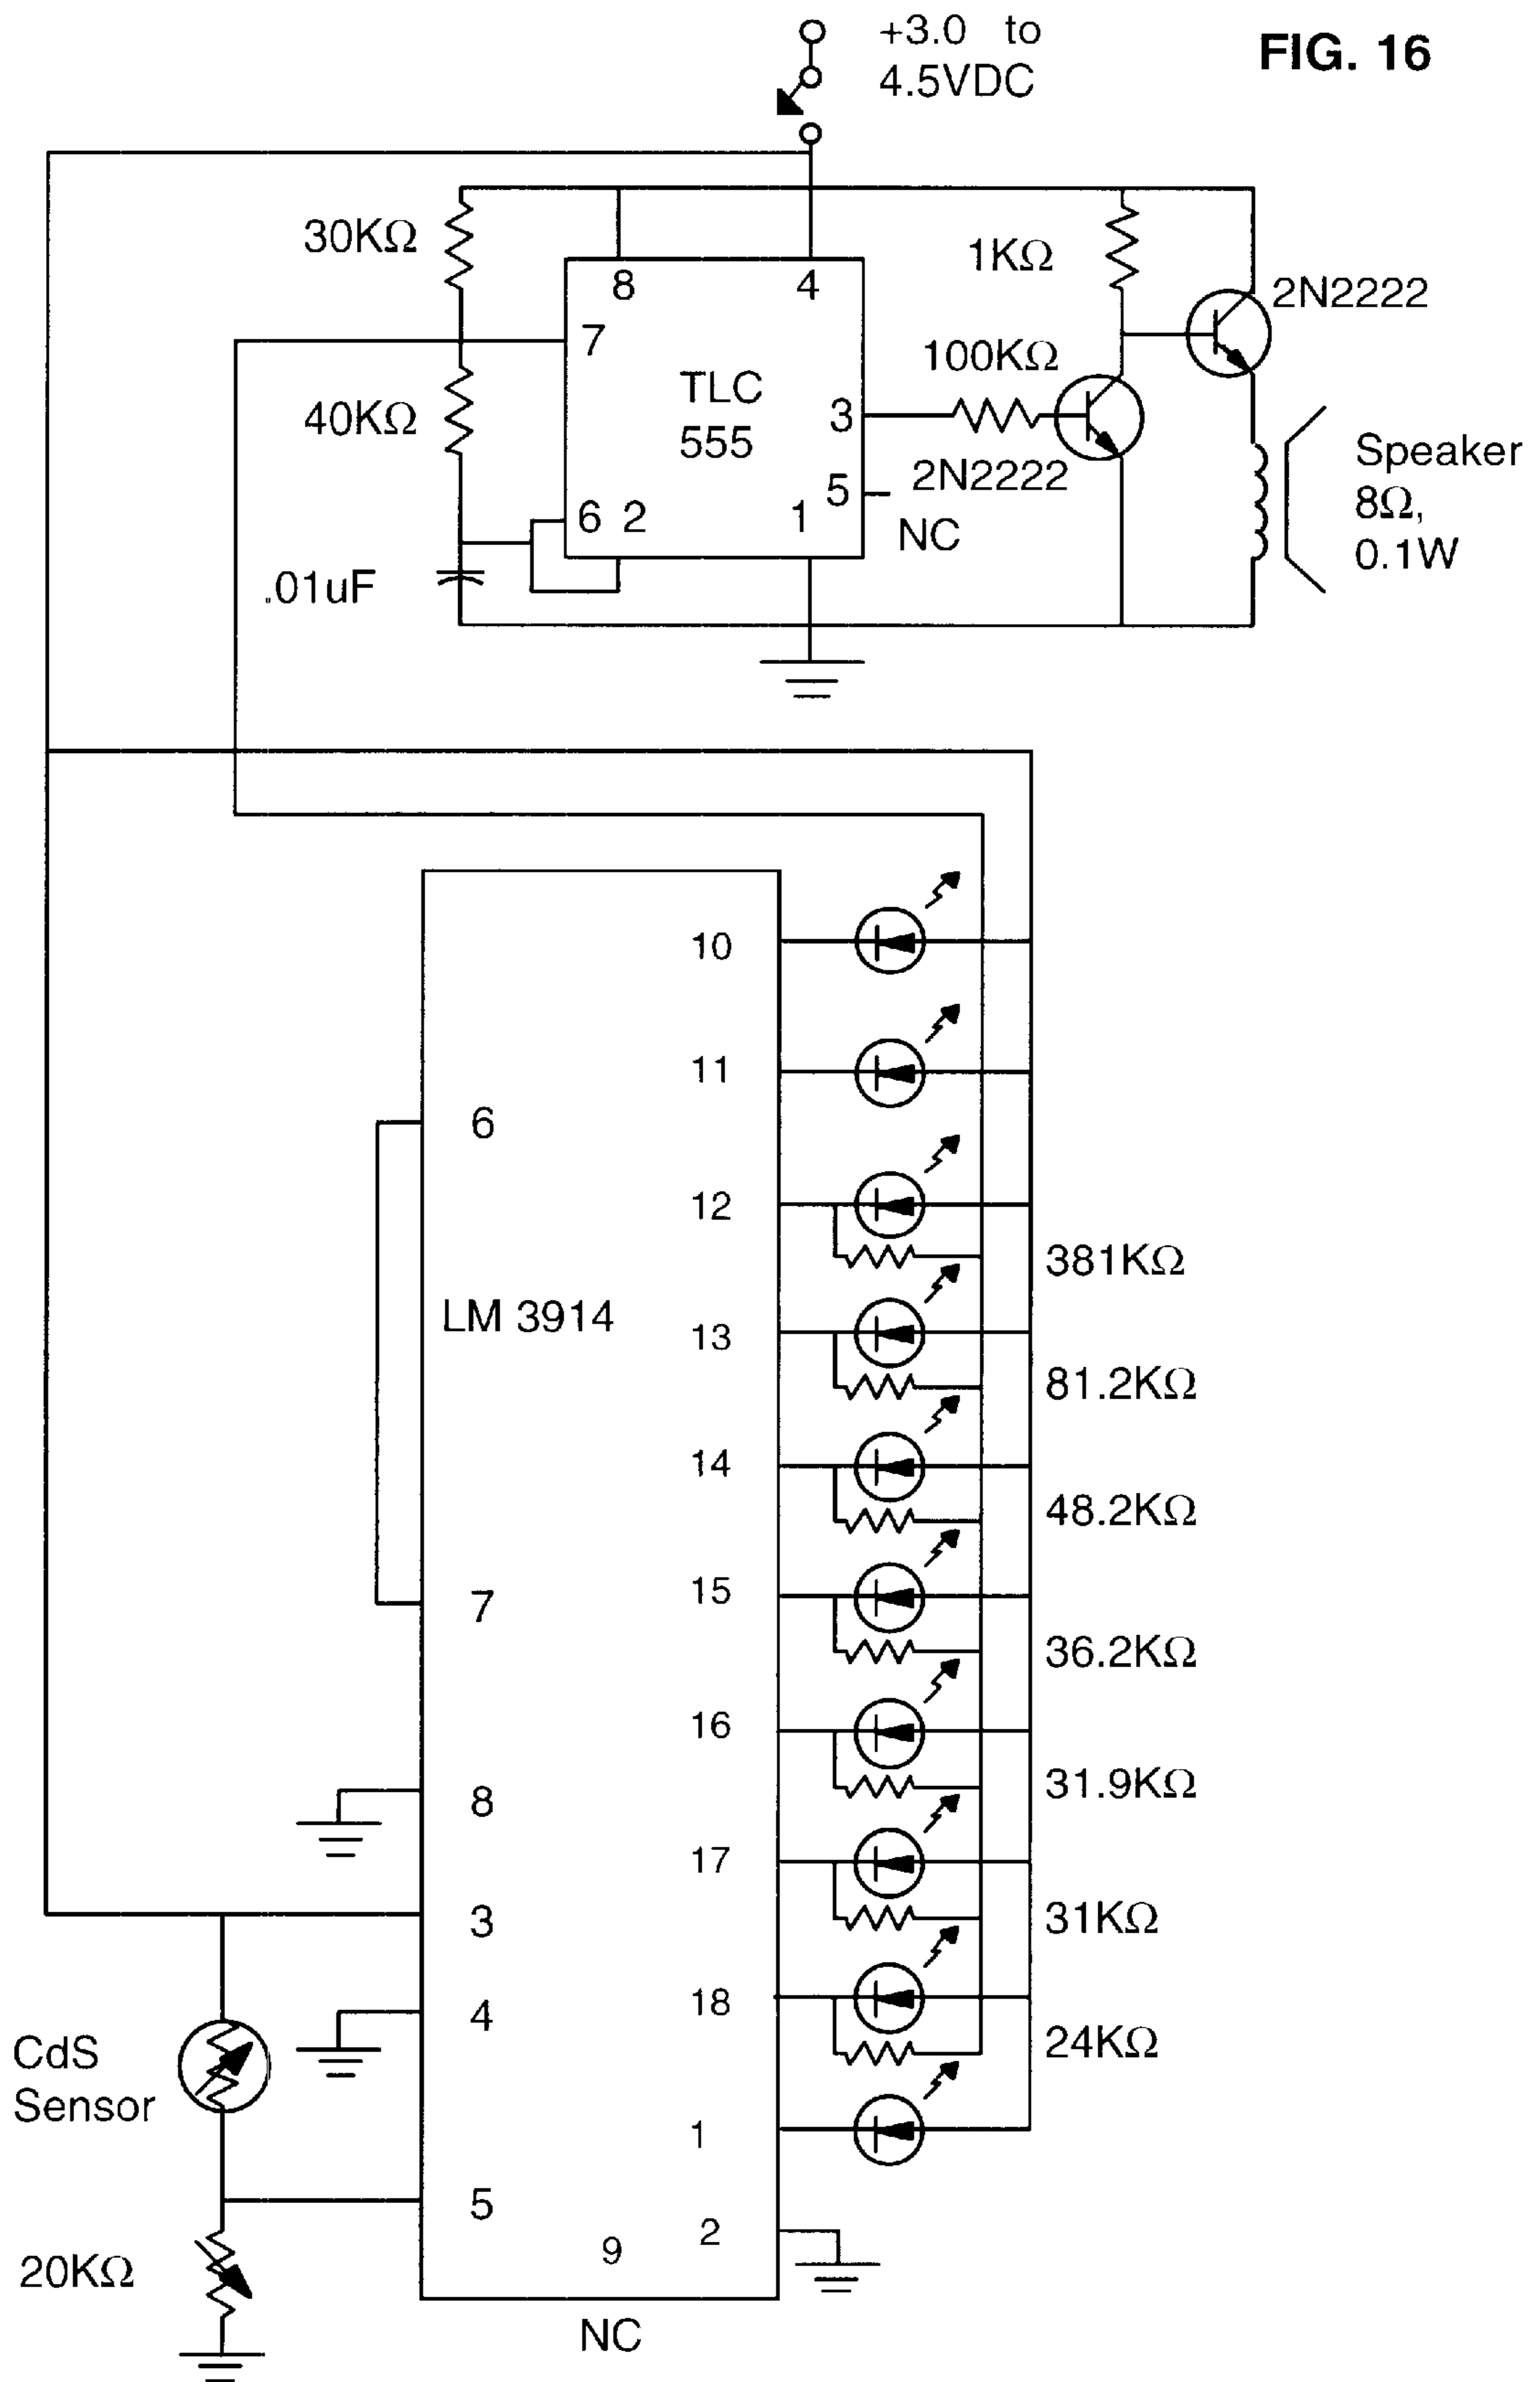 +3.0 to
4.5VDC
FIG. 16
30KΩ
40KΩ
.01uF
8
4
7
TLC
555
3
5
6 2
1
NC
1KΩ
100KΩ
2N2222
2N2222
Speaker
8Ω,
0.1W
LM 3914
6
7
8
3
4
5
9
NC
10
11
12
13
14
15
16
17
18
1
2
381KΩ
81.2KΩ
48.2KΩ
36.2KΩ
31.9KΩ
31KΩ
24KΩ
CdS
Sensor
20KΩ